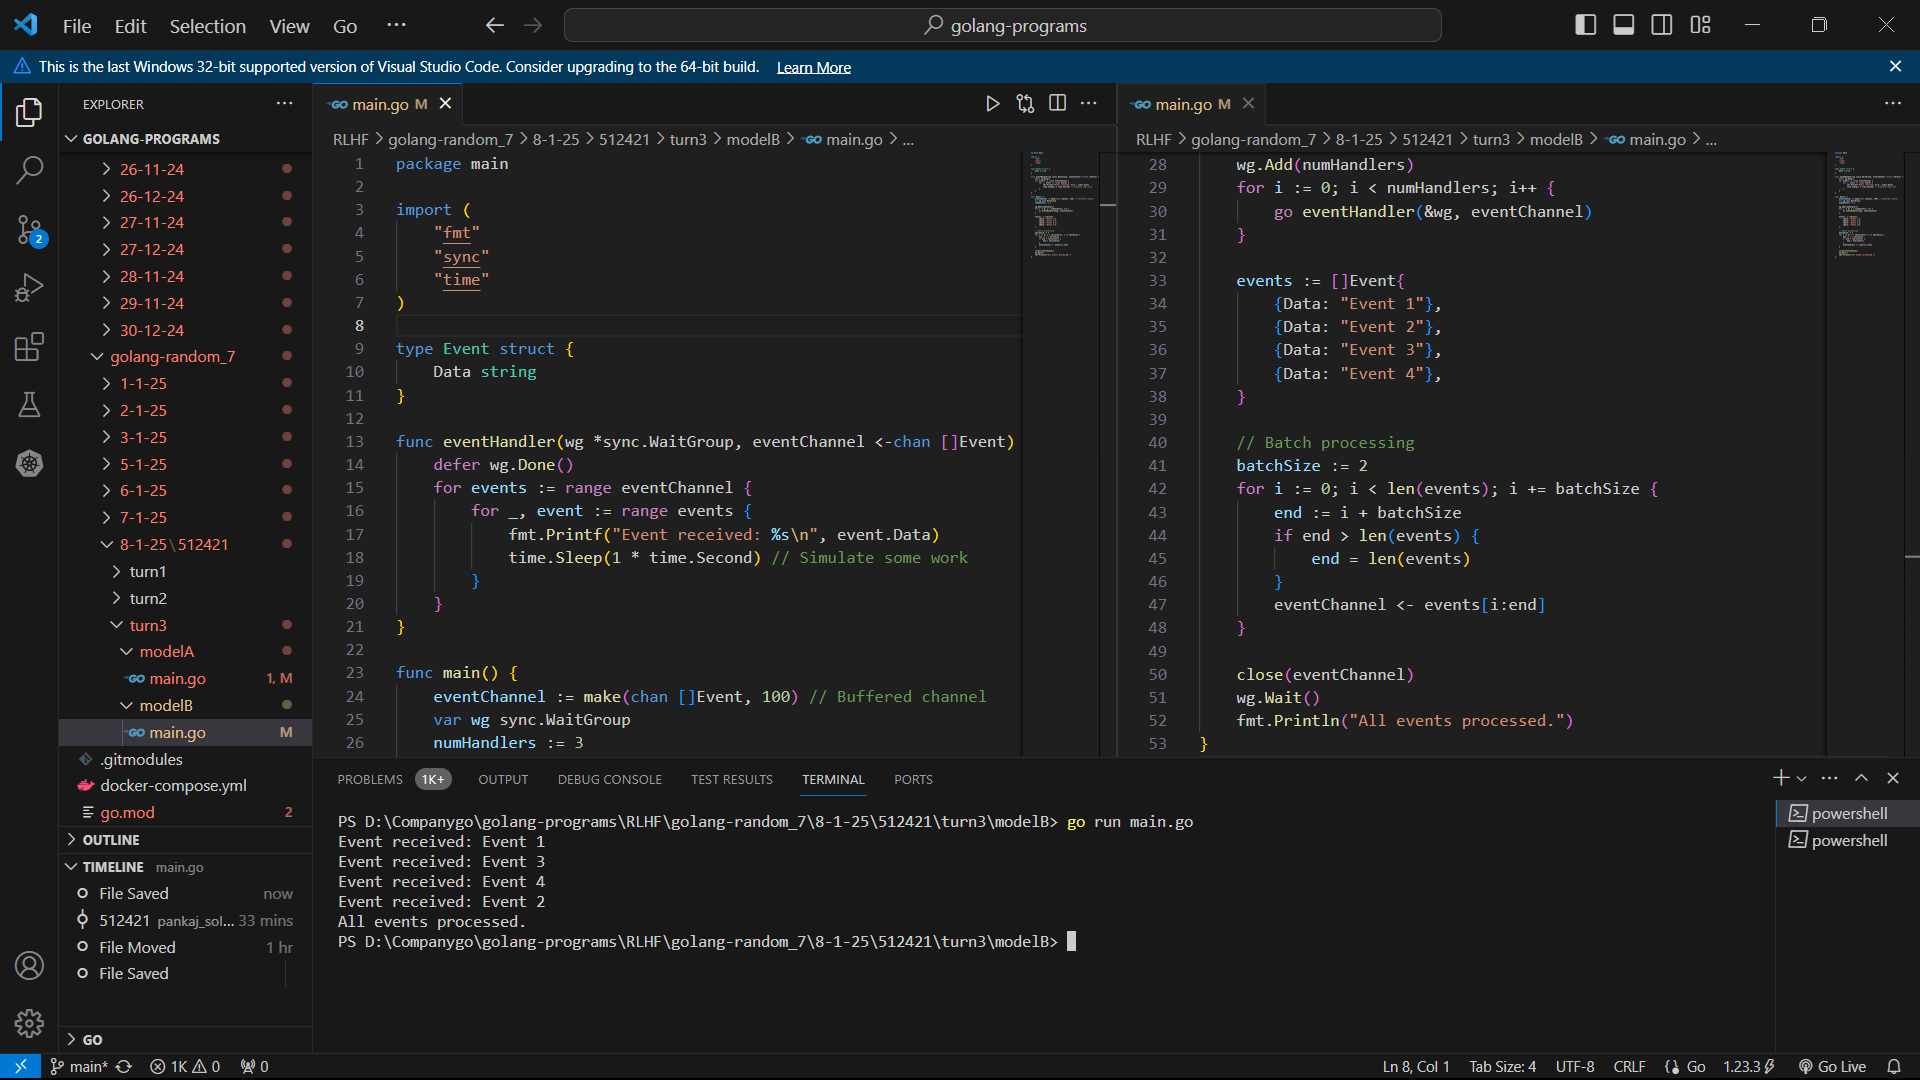 File Edit Selection View Go ··· golang-programs
This is the last Windows 32-bit supported version of Visual Studio Code. Consider upgrading to the 64-bit build. Learn More
EXPLORER
GOLANG-PROGRAMS
26-11-24
26-12-24
27-11-24
27-12-24
28-11-24
29-11-24
30-12-24
golang-random_7
1-1-25
2-1-25
3-1-25
5-1-25
6-1-25
7-1-25
8-1-25\512421
turn1
turn2
turn3
modelA
main.go 1, M
modelB
main.go M
.gitmodules
docker-compose.yml
go.mod 2
OUTLINE
TIMELINE main.go
File Saved now
512421 pankaj_sol... 33 mins
File Moved 1 hr
File Saved
GO
2
main.go M
RLHF > golang-random_7 > 8-1-25 > 512421 > turn3 > modelB > main.go > ...
1 package main
2
3 import (
4 "fmt"
5 "sync"
6 "time"
7 )
8
9 type Event struct {
10 Data string
11 }
12
13 func eventHandler(wg *sync.WaitGroup, eventChannel <-chan []Event)
14 defer wg.Done()
15 for events := range eventChannel {
16 for _, event := range events {
17 fmt.Printf("Event received: %s\n", event.Data)
18 time.Sleep(1 * time.Second) // Simulate some work
19 }
20 }
21 }
22
23 func main() {
24 eventChannel := make(chan []Event, 100) // Buffered channel
25 var wg sync.WaitGroup
26 numHandlers := 3
main.go M
RLHF > golang-random_7 > 8-1-25 > 512421 > turn3 > modelB > main.go > ...
28 wg.Add(numHandlers)
29 for i := 0; i < numHandlers; i++ {
30 go eventHandler(&wg, eventChannel)
31 }
32
33 events := []Event{
34 {Data: "Event 1"},
35 {Data: "Event 2"},
36 {Data: "Event 3"},
37 {Data: "Event 4"},
38 }
39
40 // Batch processing
41 batchSize := 2
42 for i := 0; i < len(events); i += batchSize {
43 end := i + batchSize
44 if end > len(events) {
45 end = len(events)
46 }
47 eventChannel <- events[i:end]
48 }
49
50 close(eventChannel)
51 wg.Wait()
52 fmt.Println("All events processed.")
53 }
PROBLEMS 1K+ OUTPUT DEBUG CONSOLE TEST RESULTS TERMINAL PORTS
PS D:\Companygo\golang-programs\RLHF\golang-random_7\8-1-25\512421\turn3\modelB> go run main.go
Event received: Event 1
Event received: Event 3
Event received: Event 4
Event received: Event 2
All events processed.
PS D:\Companygo\golang-programs\RLHF\golang-random_7\8-1-25\512421\turn3\modelB>
powershell
powershell
main* 1K 0 0 Ln 8, Col 1 Tab Size: 4 UTF-8 CRLF Go 1.23.3 Go Live